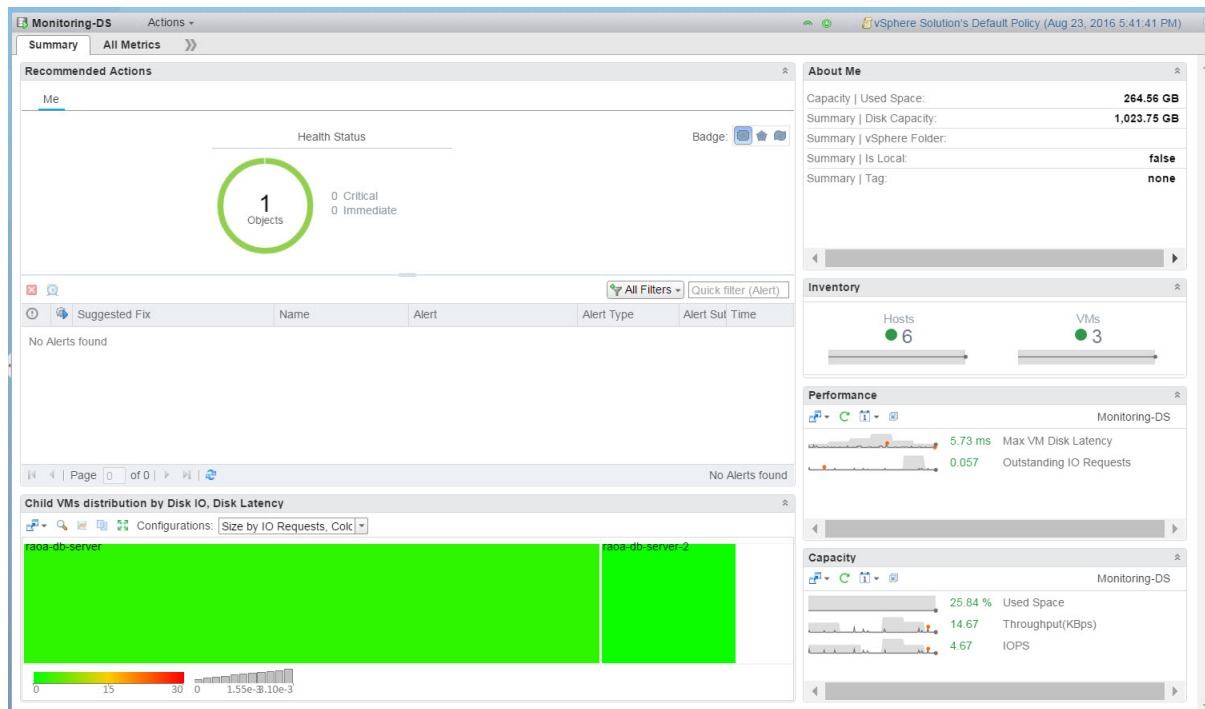 Monitoring-DS Actions vSphere Solution's Default Policy (Aug 23, 2016 5:41:41 PM)
Summary All Metrics
Recommended Actions
Me
Health Status
Badge:
1
Objects
0 Critical
0 Immediate
All Filters Quick filter (Alert)
Suggested Fix Name Alert Alert Type Alert Sul Time
No Alerts found
Page 0 of 0 No Alerts found
Child VMs distribution by Disk IO, Disk Latency
Configurations: Size by IO Requests, Colc
raoa-db-server raoa-db-server-2
0 15 30 0 1.55e-3 3.10e-3
About Me
Capacity | Used Space: 264.56 GB
Summary | Disk Capacity: 1,023.75 GB
Summary | vSphere Folder:
Summary | Is Local: false
Summary | Tag: none
Inventory
Hosts VMs
6 3
Performance
1 Monitoring-DS
5.73 ms Max VM Disk Latency
0.057 Outstanding IO Requests
Capacity
1 Monitoring-DS
25.84 % Used Space
14.67 Throughput(KBps)
4.67 IOPS